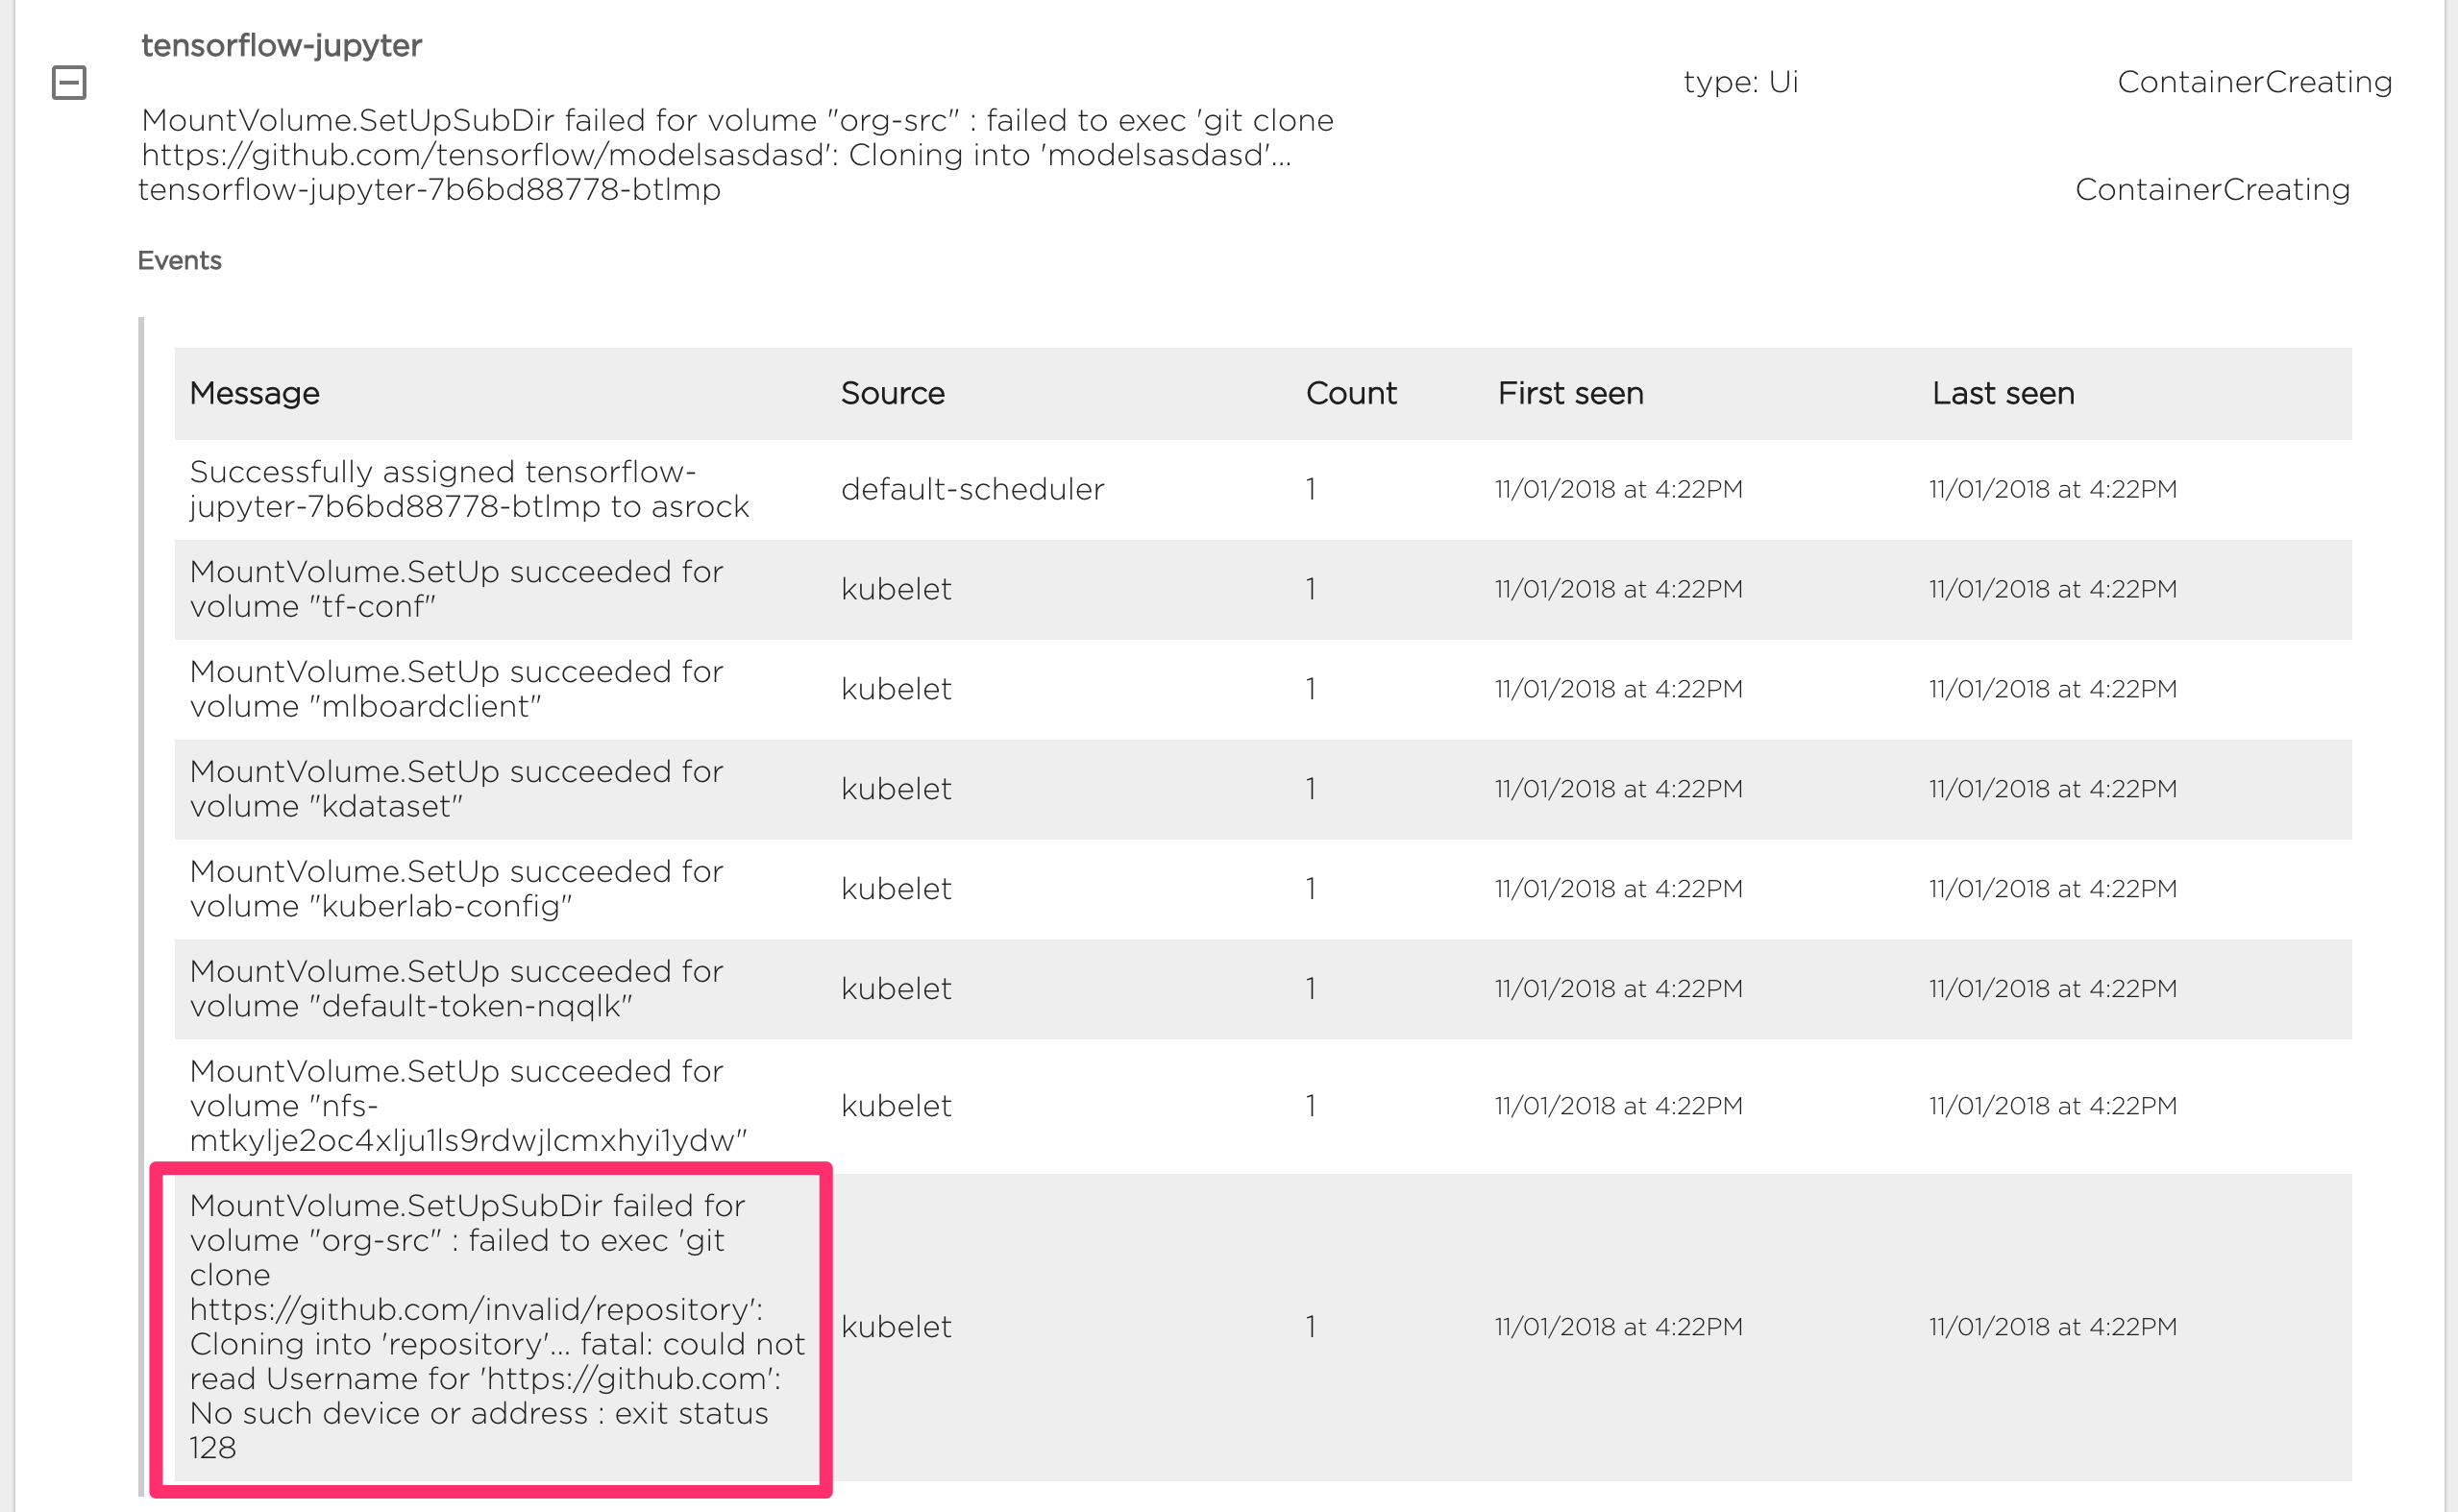 tensorflow-jupyter
type: Ui
ContainerCreating
MountVolume.SetUpSubDir failed for volume "org-src" : failed to exec 'git clone
https://github.com/tensorflow/modelsasdasd': Cloning into 'modelsasdasd'...
tensorflow-jupyter-7b6bd88778-btlmp
ContainerCreating
Events
Message Source Count First seen Last seen
Successfully assigned tensorflow-
jupyter-7b6bd88778-btlmp to asrock
default-scheduler 1 11/01/2018 at 4:22PM 11/01/2018 at 4:22PM
MountVolume.SetUp succeeded for
volume "tf-conf"
kubelet 1 11/01/2018 at 4:22PM 11/01/2018 at 4:22PM
MountVolume.SetUp succeeded for
volume "mlboardclient"
kubelet 1 11/01/2018 at 4:22PM 11/01/2018 at 4:22PM
MountVolume.SetUp succeeded for
volume "kdataset"
kubelet 1 11/01/2018 at 4:22PM 11/01/2018 at 4:22PM
MountVolume.SetUp succeeded for
volume "kuberlab-config"
kubelet 1 11/01/2018 at 4:22PM 11/01/2018 at 4:22PM
MountVolume.SetUp succeeded for
volume "default-token-nqqlk"
kubelet 1 11/01/2018 at 4:22PM 11/01/2018 at 4:22PM
MountVolume.SetUp succeeded for
volume "nfs-
mtkylje2oc4xlju1ls9rdwjlcmxhyi1ydw"
kubelet 1 11/01/2018 at 4:22PM 11/01/2018 at 4:22PM
MountVolume.SetUpSubDir failed for
volume "org-src" : failed to exec 'git
clone
https://github.com/invalid/repository':
Cloning into 'repository'... fatal: could not
read Username for 'https://github.com':
No such device or address : exit status
128
kubelet 1 11/01/2018 at 4:22PM 11/01/2018 at 4:22PM